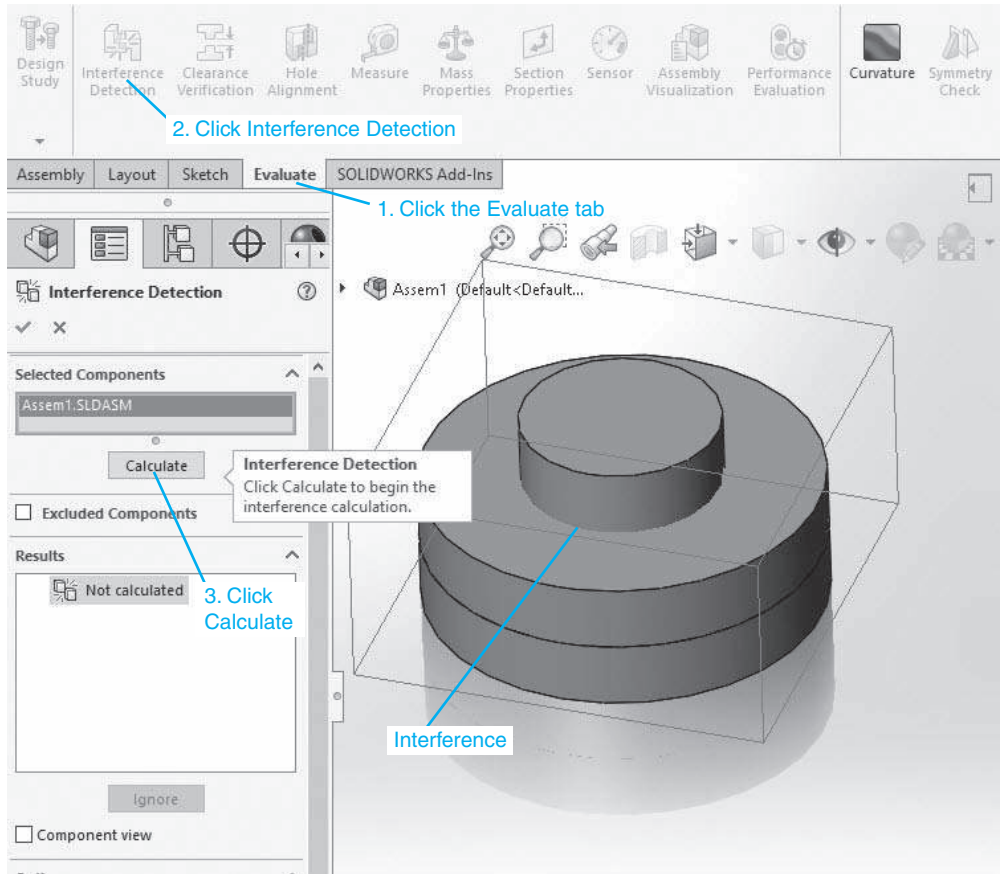 Design
Study
Interference
Detection
Clearance
Verification
Hole
Alignment
Measure
Mass
Properties
Section
Properties
Sensor
Assembly
Visualization
Performance
Evaluation
Curvature
Symmetry
Check
2. Click Interference Detection
Assembly
Layout
Sketch
Evaluate
SOLIDWORKS Add-Ins
1. Click the Evaluate tab
Interference Detection
Assem1 (Default<Default...
Selected Components
Assem1.SLDASM
Calculate
Interference Detection
Click Calculate to begin the
interference calculation.
Excluded Components
Results
Not calculated
3. Click
Calculate
Interference
Ignore
Component view